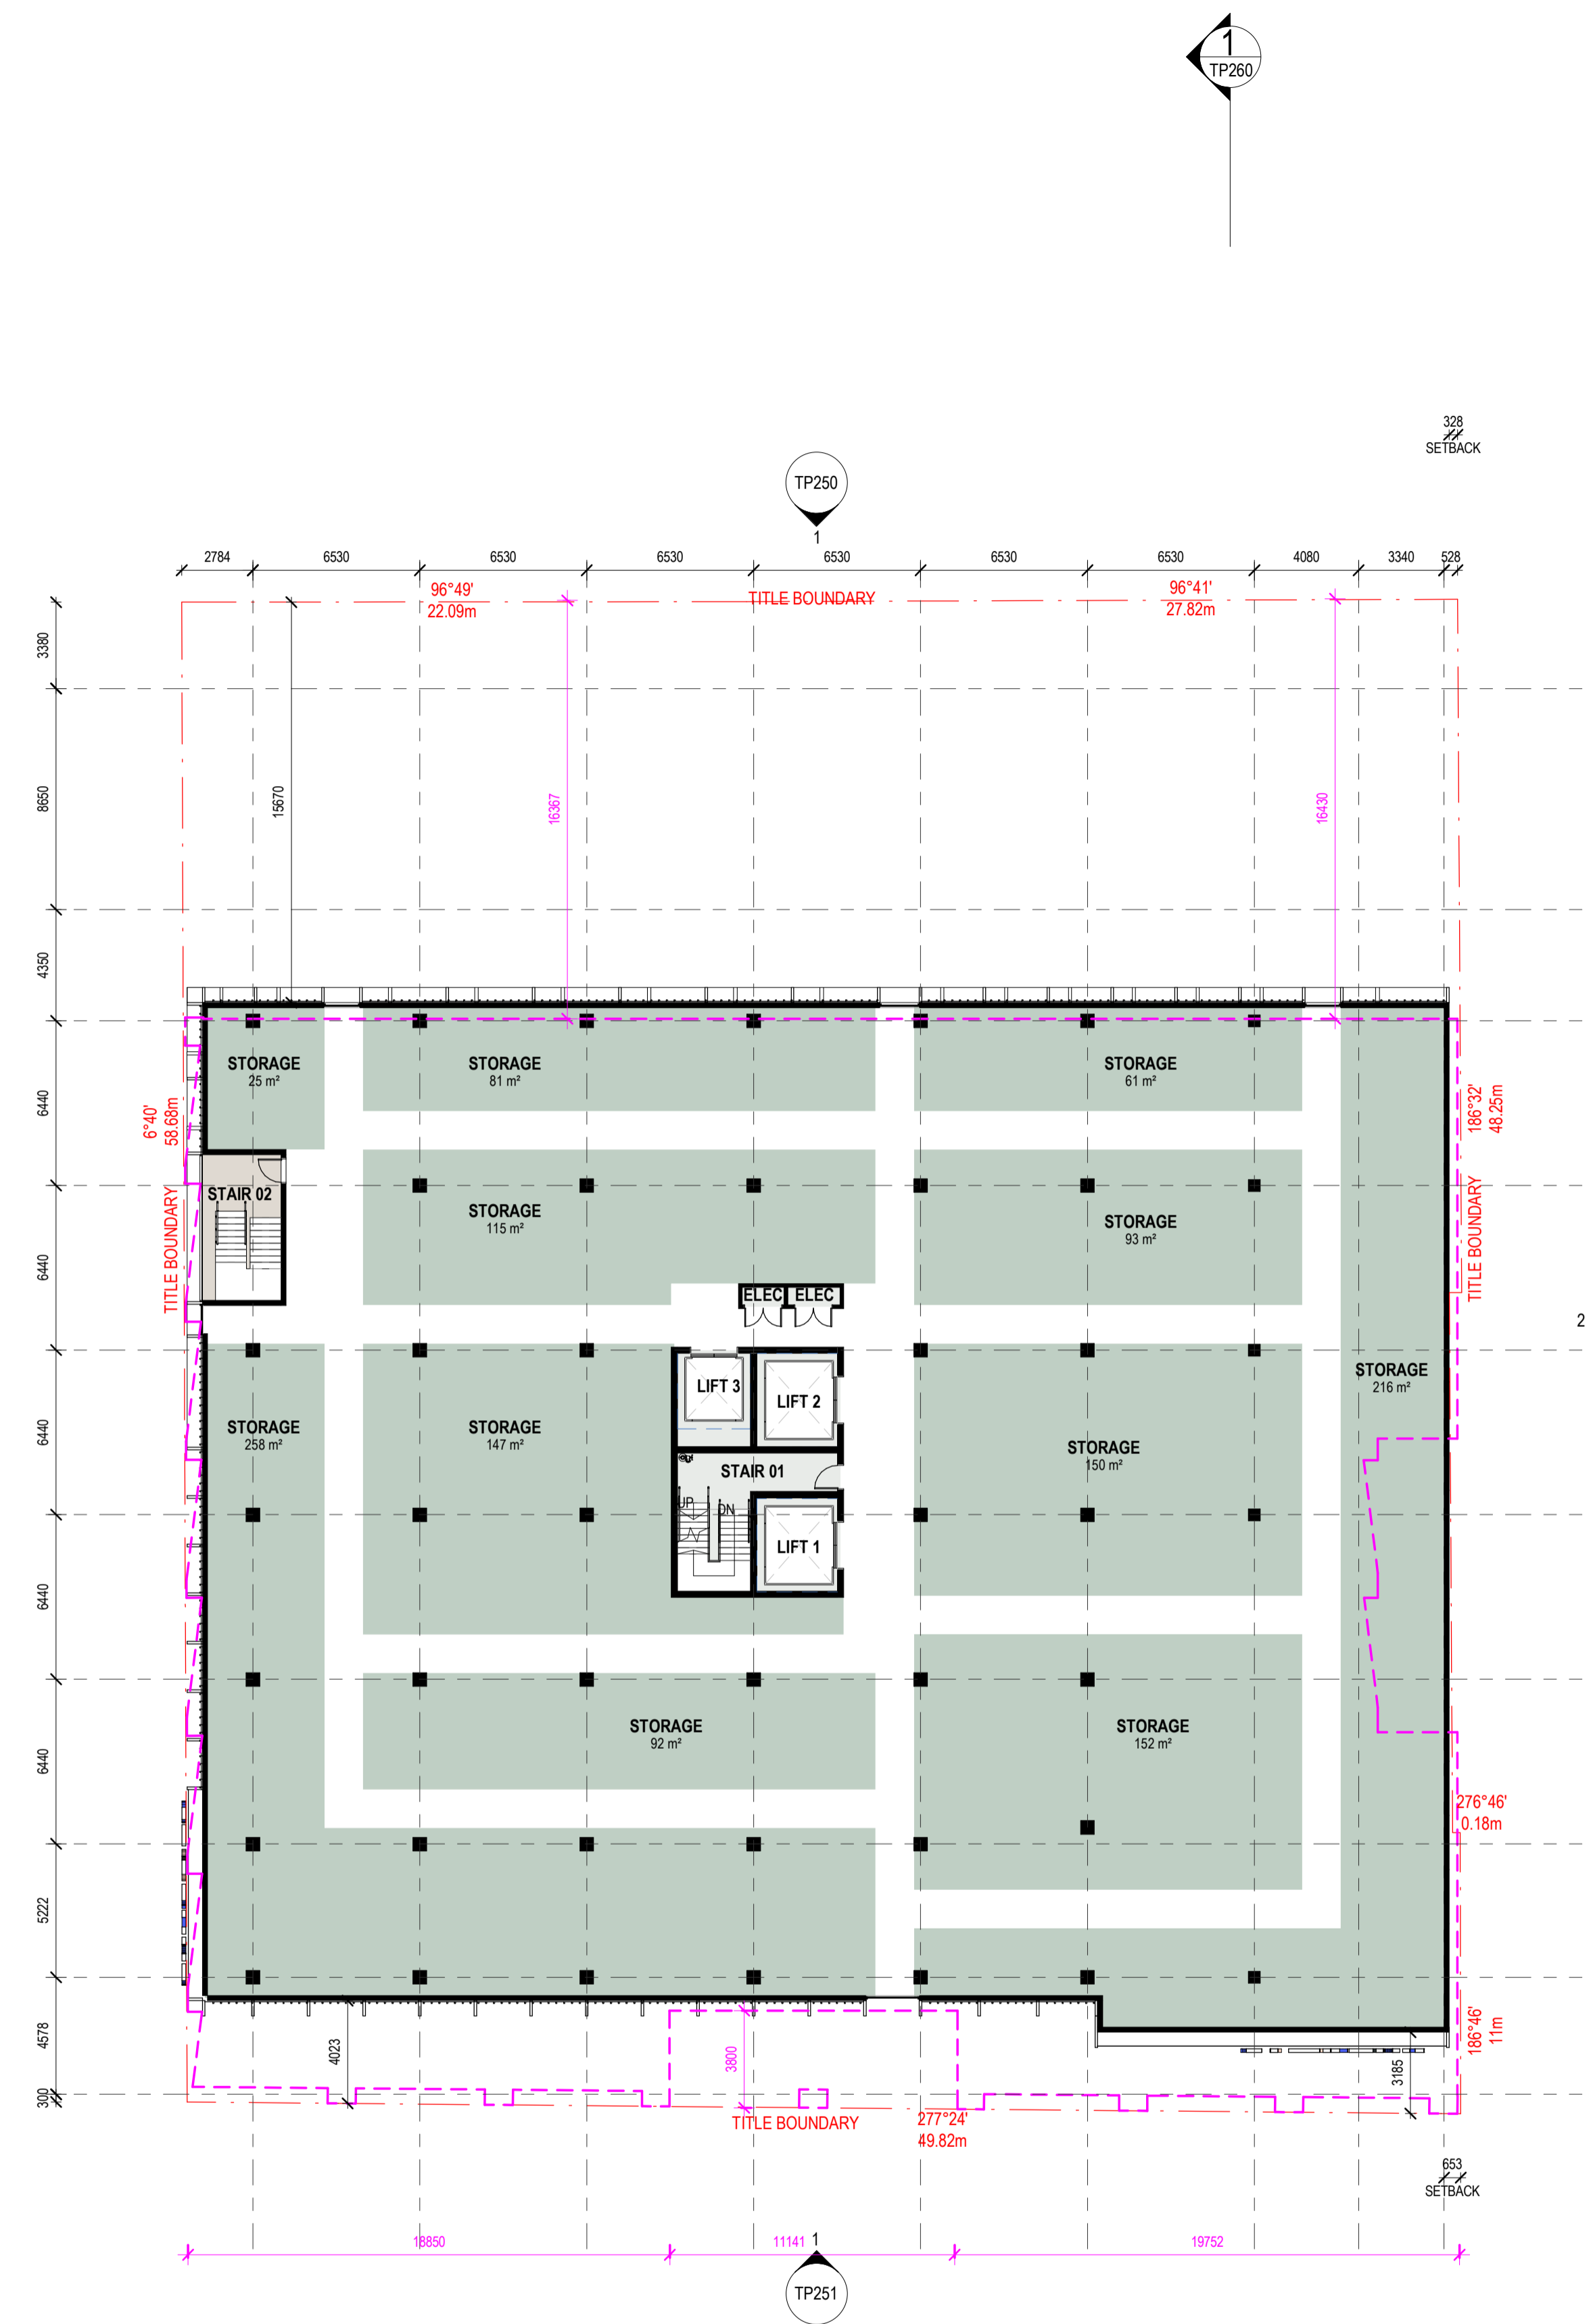 1
TP260
328
SETBACK
TP250
1
2784 6530 6530 6530 6530 6530 6530 4080 3340 528
96°49'
22.09m
TITLE BOUNDARY
96°41'
27.82m
3380
8650
15670
16367
16430
4350
STORAGE
25 m²
STORAGE
81 m²
STORAGE
61 m²
6440
6°40'
58.68m
186°32'
48.25m
STAIR 02
STORAGE
115 m²
STORAGE
93 m²
TITLE BOUNDARY
TITLE BOUNDARY
6440
ELEC ELEC
2
STORAGE
216 m²
LIFT 3
LIFT 2
6440
STORAGE
258 m²
STORAGE
147 m²
STORAGE
150 m²
STAIR 01
UP DN
LIFT 1
6440
STORAGE
92 m²
STORAGE
152 m²
6440
276°46'
0.18m
5222
4578
4023
3800
3185
186°46'
11m
300
TITLE BOUNDARY
277°24'
49.82m
653
SETBACK
18850 11141 19752
1
TP251